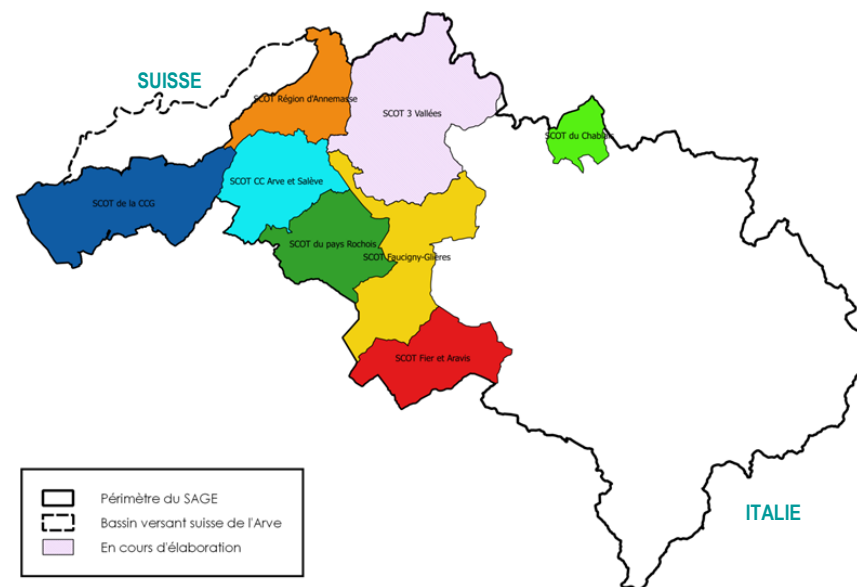 SUISSE
SCOT Région d'Annemasse
SCOT 3 Vallées
SCOT du Chablais
SCOT CC Arve et Salève
SCOT de la CCG
SCOT du pays Rochois
SCOT Faucigny-Glières
SCOT Fier et Aravis
Périmètre du SAGE
Bassin versant suisse de l'Arve
En cours d'élaboration
ITALIE